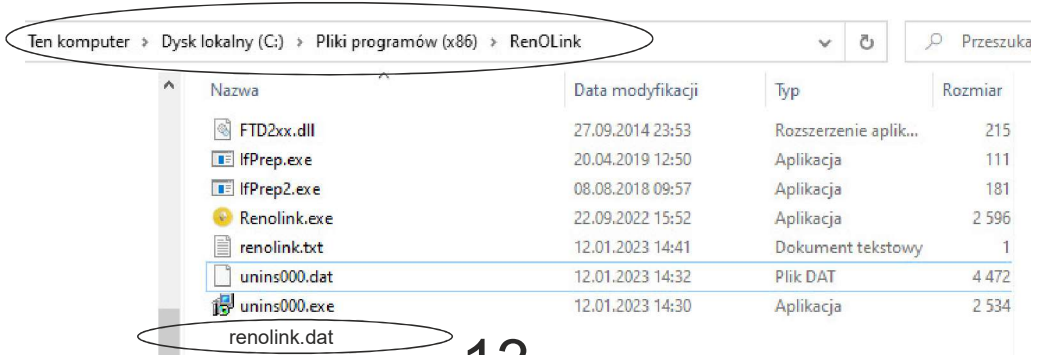 Ten komputer > Dysk lokalny (C:) > Pliki programów (x86) > RenOLink Przeszuka
Nazwa Data modyfikacji Typ Rozmiar
FTD2xx.dll 27.09.2014 23:53 Rozszerzenie aplik... 215
IfPrep.exe 20.04.2019 12:50 Aplikacja 111
IfPrep2.exe 08.08.2018 09:57 Aplikacja 181
Renolink.exe 22.09.2022 15:52 Aplikacja 2 596
renolink.txt 12.01.2023 14:41 Dokument tekstowy 1
unins000.dat 12.01.2023 14:32 Plik DAT 4 472
unins000.exe 12.01.2023 14:30 Aplikacja 2 534
renolink.dat